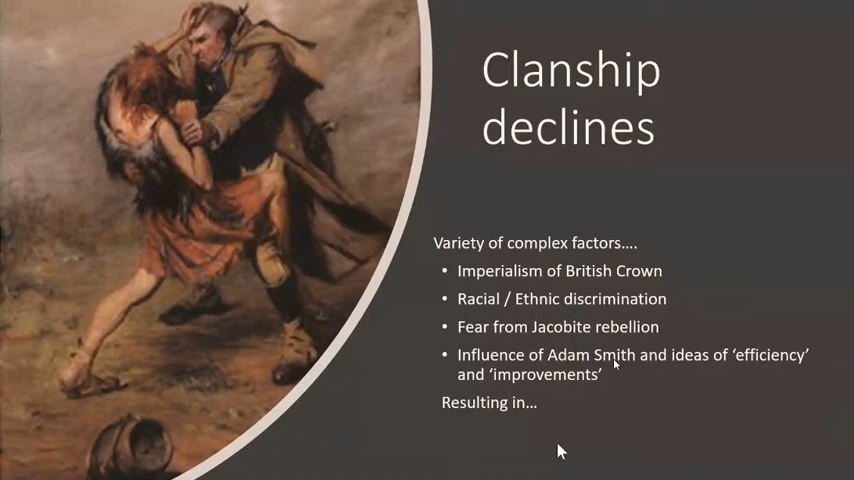 Clanship
declines
Variety of complex factors....
• Imperialism of British Crown
• Racial / Ethnic discrimination
• Fear from Jacobite rebellion
• Influence of Adam Smith and ideas of ‘efficiency’
and ‘improvements’
Resulting in…